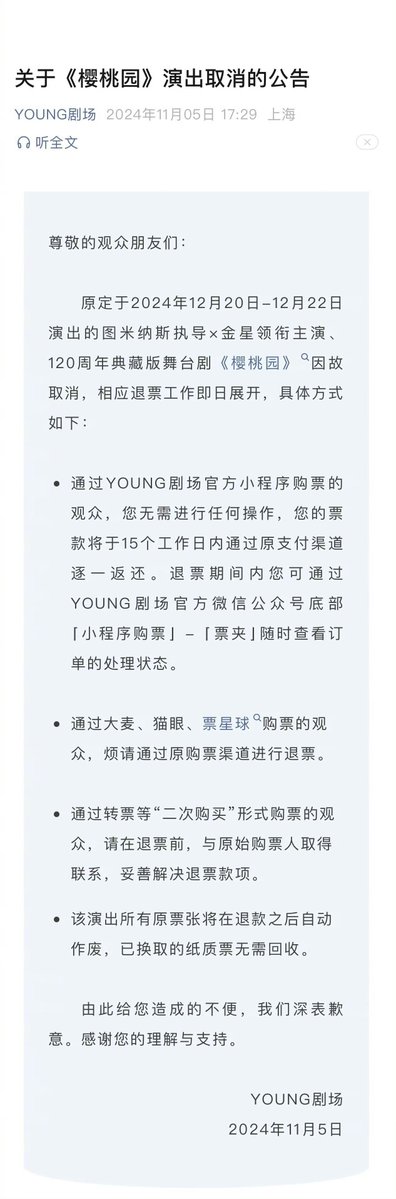 关于《樱桃园》演出取消的公告
YOUNG剧场 2024年11月05日 17:29 上海
听全文
尊敬的观众朋友们：
原定于2024年12月20日-12月22日
演出的图米纳斯执导×金星领衔主演、
120周年典藏版舞台剧《樱桃园》因故
取消，相应退票工作即日展开，具体方式
如下：
• 通过YOUNG剧场官方小程序购票的
观众，您无需进行任何操作，您的票
款将于15个工作日内通过原支付渠道
逐一返还。退票期间内您可通过
YOUNG剧场官方微信公众号底部
「小程序购票」-「票夹」随时查看订
单的处理状态。
• 通过大麦、猫眼、票星球购票的观
众，烦请通过原购票渠道进行退票。
• 通过转票等“二次购买”形式购票的观
众，请在退票前，与原始购票人取得
联系，妥善解决退票款项。
• 该演出所有原票张将在退款之后自动
作废，已换取的纸质票无需回收。
由此给您造成的不便，我们深表歉
意。感谢您的理解与支持。
YOUNG剧场
2024年11月5日